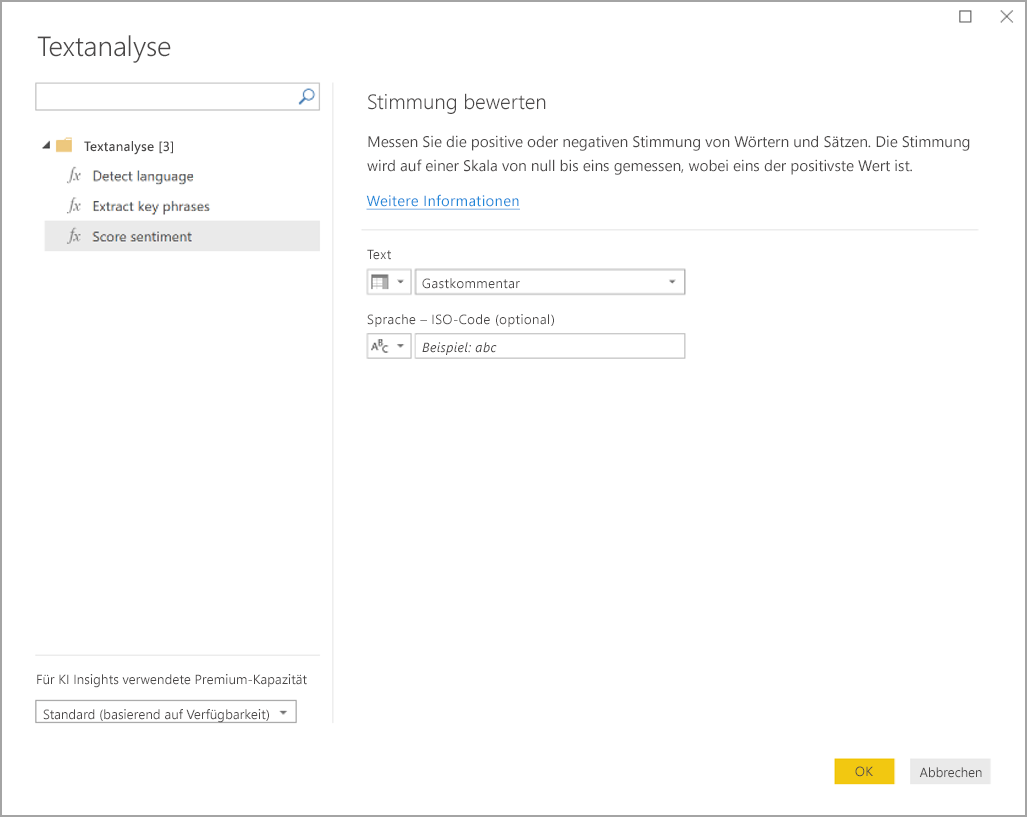 Textanalyse
Textanalyse [3]
fx Detect language
fx Extract key phrases
fx Score sentiment
Für KI Insights verwendete Premium-Kapazität
Standard (basierend auf Verfügbarkeit)
Stimmung bewerten
Messen Sie die positive oder negativen Stimmung von Wörtern und Sätzen. Die Stimmung
wird auf einer Skala von null bis eins gemessen, wobei eins der positivste Wert ist.
Weitere Informationen
Text
Gastkommentar
Sprache – ISO-Code (optional)
ABC Beispiel: abc
OK Abbrechen